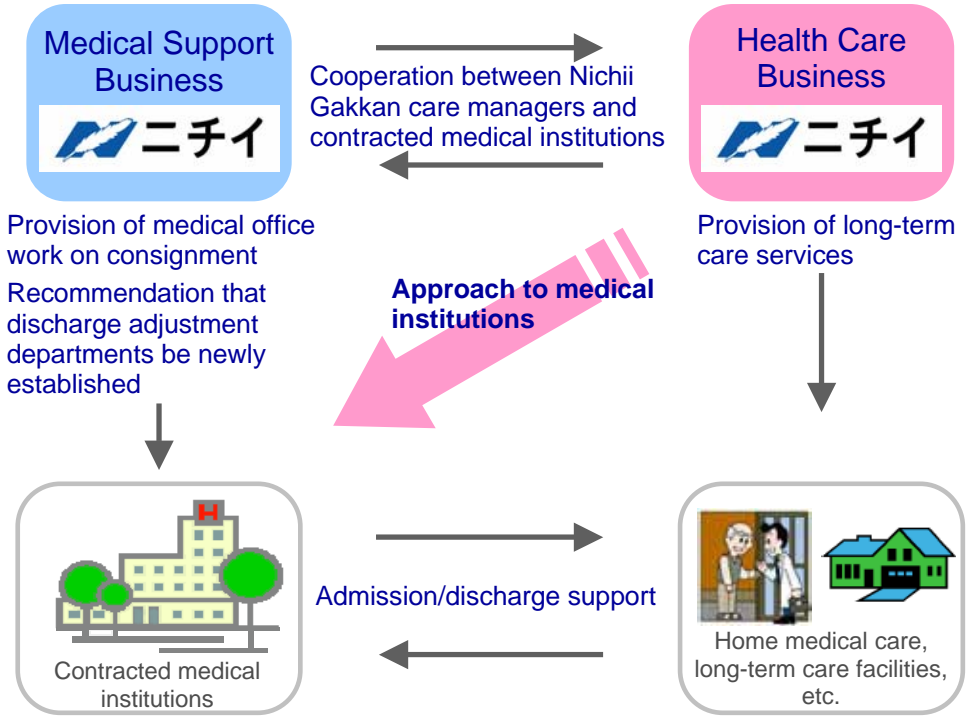 Medical Support
Business
ニチイ
Cooperation between Nichii
Gakkan care managers and
contracted medical institutions
Health Care
Business
ニチイ
Provision of medical office
work on consignment
Recommendation that
discharge adjustment
departments be newly
established
Approach to medical
institutions
Provision of long-term
care services
H
Contracted medical
institutions
Admission/discharge support
Home medical care,
long-term care facilities,
etc.